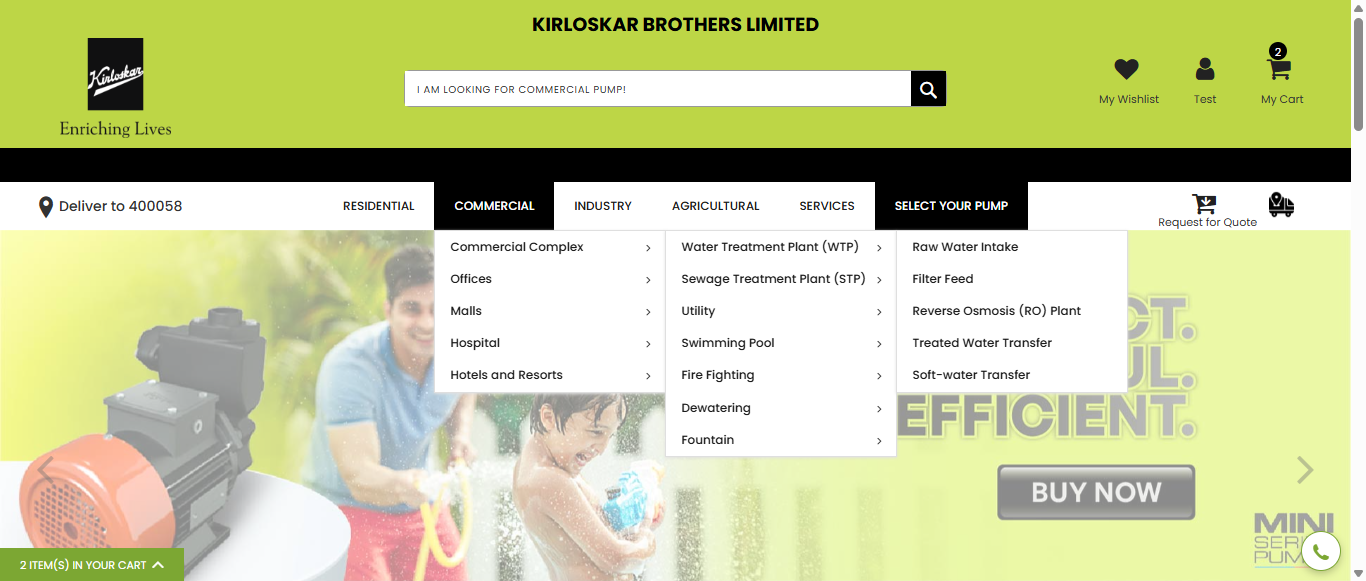 KIRLOSKAR BROTHERS LIMITED
Kirloskar
Enriching Lives
I AM LOOKING FOR COMMERCIAL PUMP!
My Wishlist
Test
2
My Cart
Deliver to 400058
RESIDENTIAL
COMMERCIAL
INDUSTRY
AGRICULTURAL
SERVICES
SELECT YOUR PUMP
Request for Quote
Commercial Complex
Offices
Malls
Hospital
Hotels and Resorts
Water Treatment Plant (WTP)
Sewage Treatment Plant (STP)
Utility
Swimming Pool
Fire Fighting
Dewatering
Fountain
Raw Water Intake
Filter Feed
Reverse Osmosis (RO) Plant
Treated Water Transfer
Soft-water Transfer
EFFICIENT.
BUY NOW
MINI
2 ITEM(S) IN YOUR CART